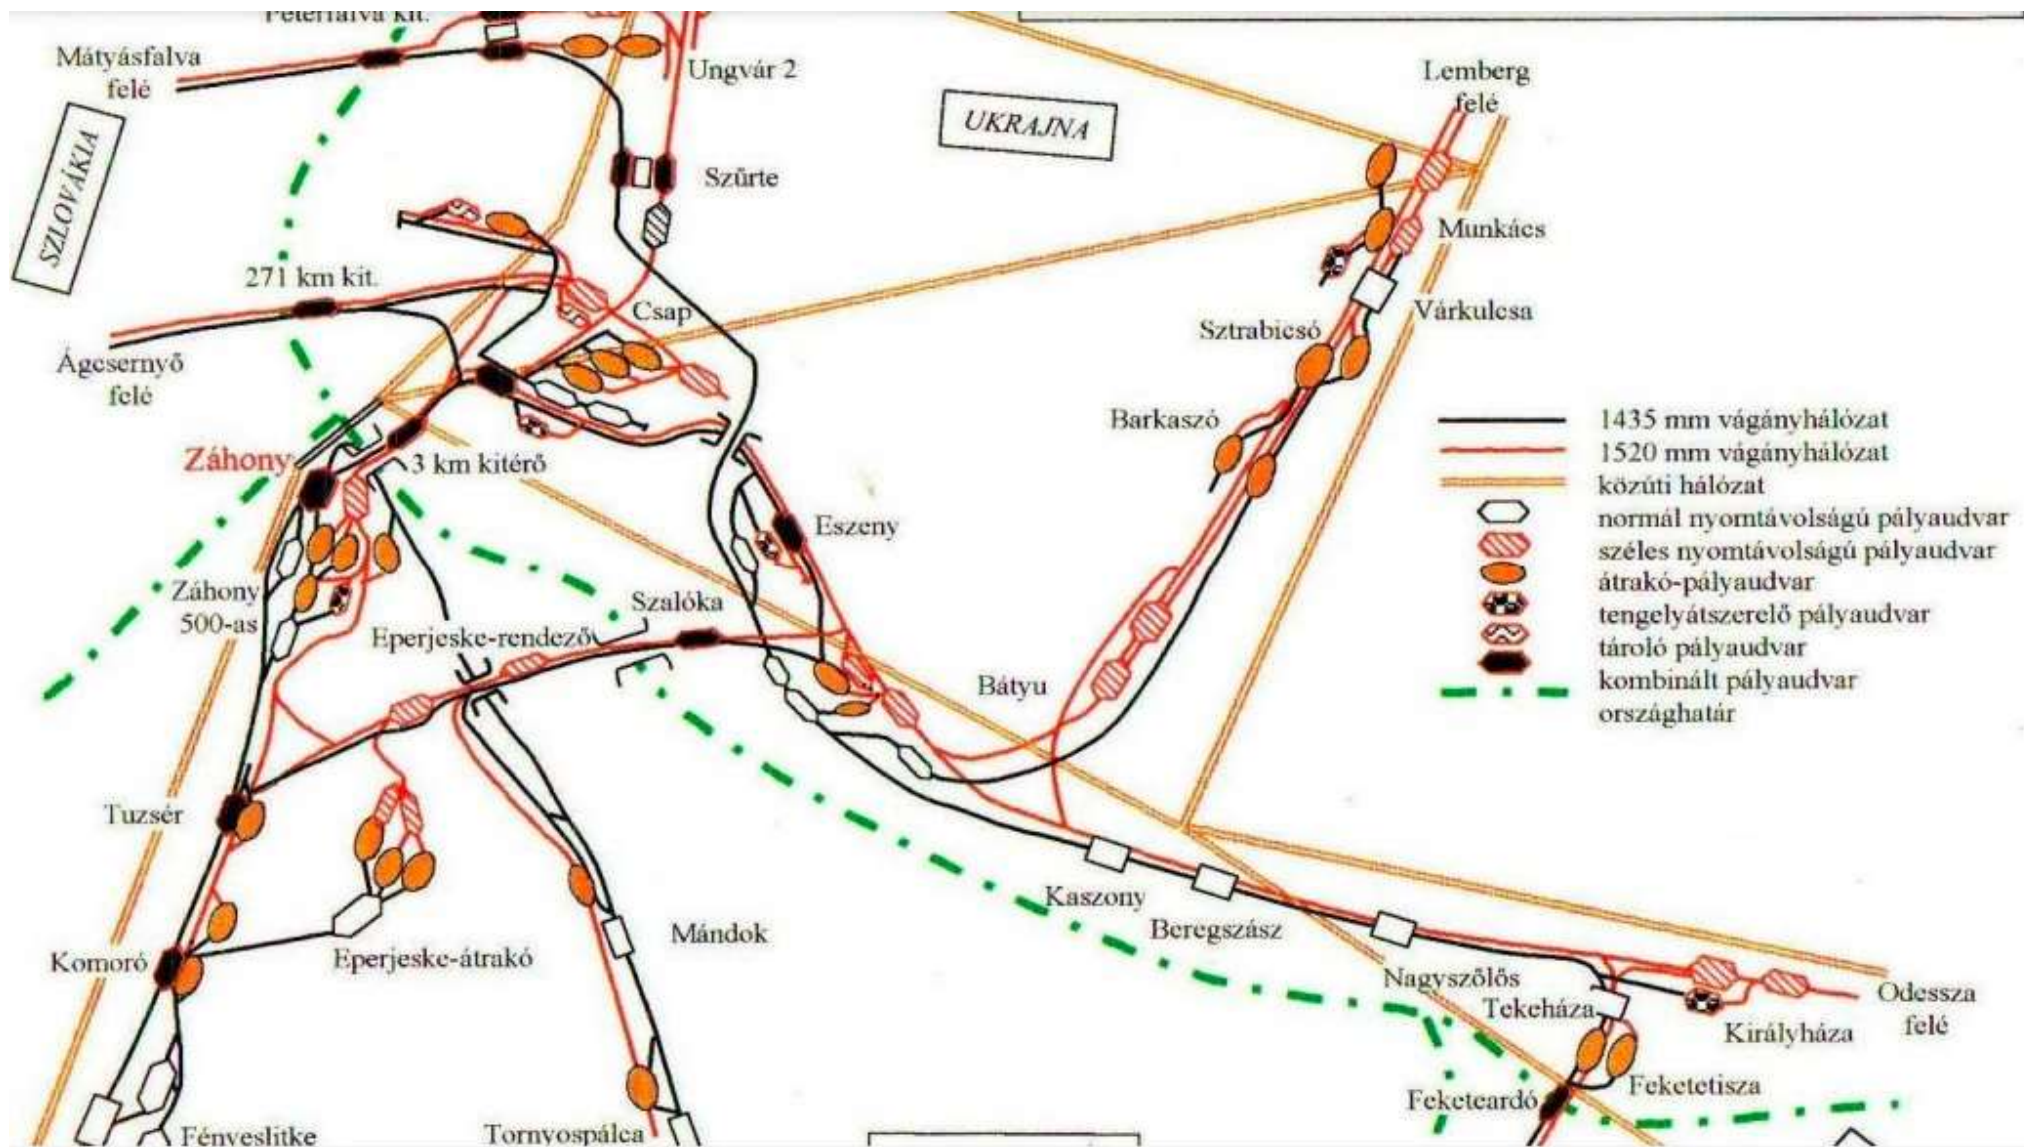 Péterfalva kit.
Mátyásfalva
felé
Ungvár 2
Lemberg
felé
SZLOVÁKIA
UKRAJNA
Szürte
Munkács
271 km kit.
Csap
Várkulcsa
Sztrabicsó
Ágcsernyő
felé
Barkaszó
Záhony
3 km kitérő
Eszeny
1435 mm vágányhálózat
1520 mm vágányhálózat
közúti hálózat
normál nyomtávolságú pályaudvar
széles nyomtávolságú pályaudvar
átrakó-pályaudvar
tengelyátszerelő pályaudvar
tároló pályaudvar
kombinált pályaudvar
országhatár
Záhony
500-as
Szalóka
Eperjeske-rendező
Bátyu
Tuzsér
Kaszony
Beregszász
Mándok
Komoró
Eperjeske-átrakó
Nagyszőlős
Tekeháza
Odessza
felé
Királyháza
Feketetisza
Feketeardó
Fényeslitke
Tornyospálca